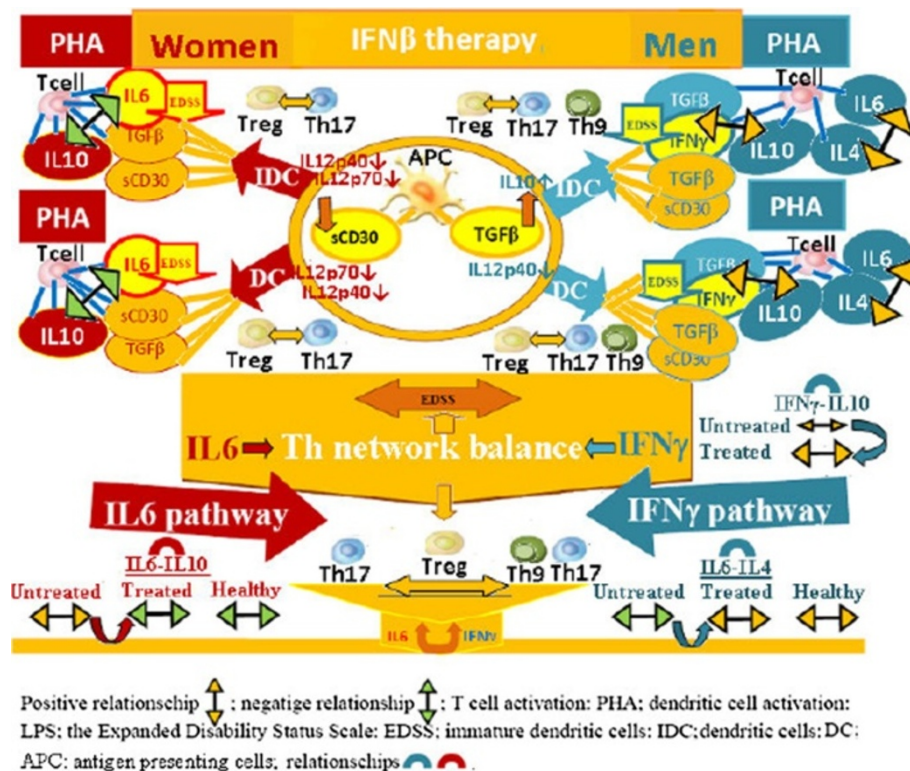 PHA Women IFNβ therapy Men PHA
Tcell
IL6
EDSS
TGFβ
IL10
sCD30
Treg Th17
Treg Th17 Th9
TGFβ
Tcell
IL6
EDSS
IFNγ
IL10
IL4
TGFβ
sCD30
IDC
IL12p40↓
IL12p70↓
APC
IL10↑
IDC
PHA
PHA
sCD30
TGFβ
Tcell
IL6
EDSS
IL10
sCD30
TGFβ
DC
IL12p70↓
IL12p40↓
IL12p40↓
DC
TGFβ
Tcell
IL6
EDSS
IFNγ
IL10
IL4
TGFβ
sCD30
Treg Th17
Treg Th17 Th9
EDSS
IL6 Th network balance IFNγ
IFNγ-IL10
Untreated
Treated
IL6 pathway
IFNγ pathway
Th17 Treg Th9 Th17
IL6-IL10
Untreated Treated Healthy
IL6-IL4
Untreated Treated Healthy
IL6 IFNγ
Positive relationschip ; negatige relationship ; T cell activation: PHA; dendritic cell activation:
LPS; the Expanded Disability Status Scale: EDSS; immature dendritic cells: IDC;dendritic cells: DC;
APC: antigen presenting cells; relationschips .